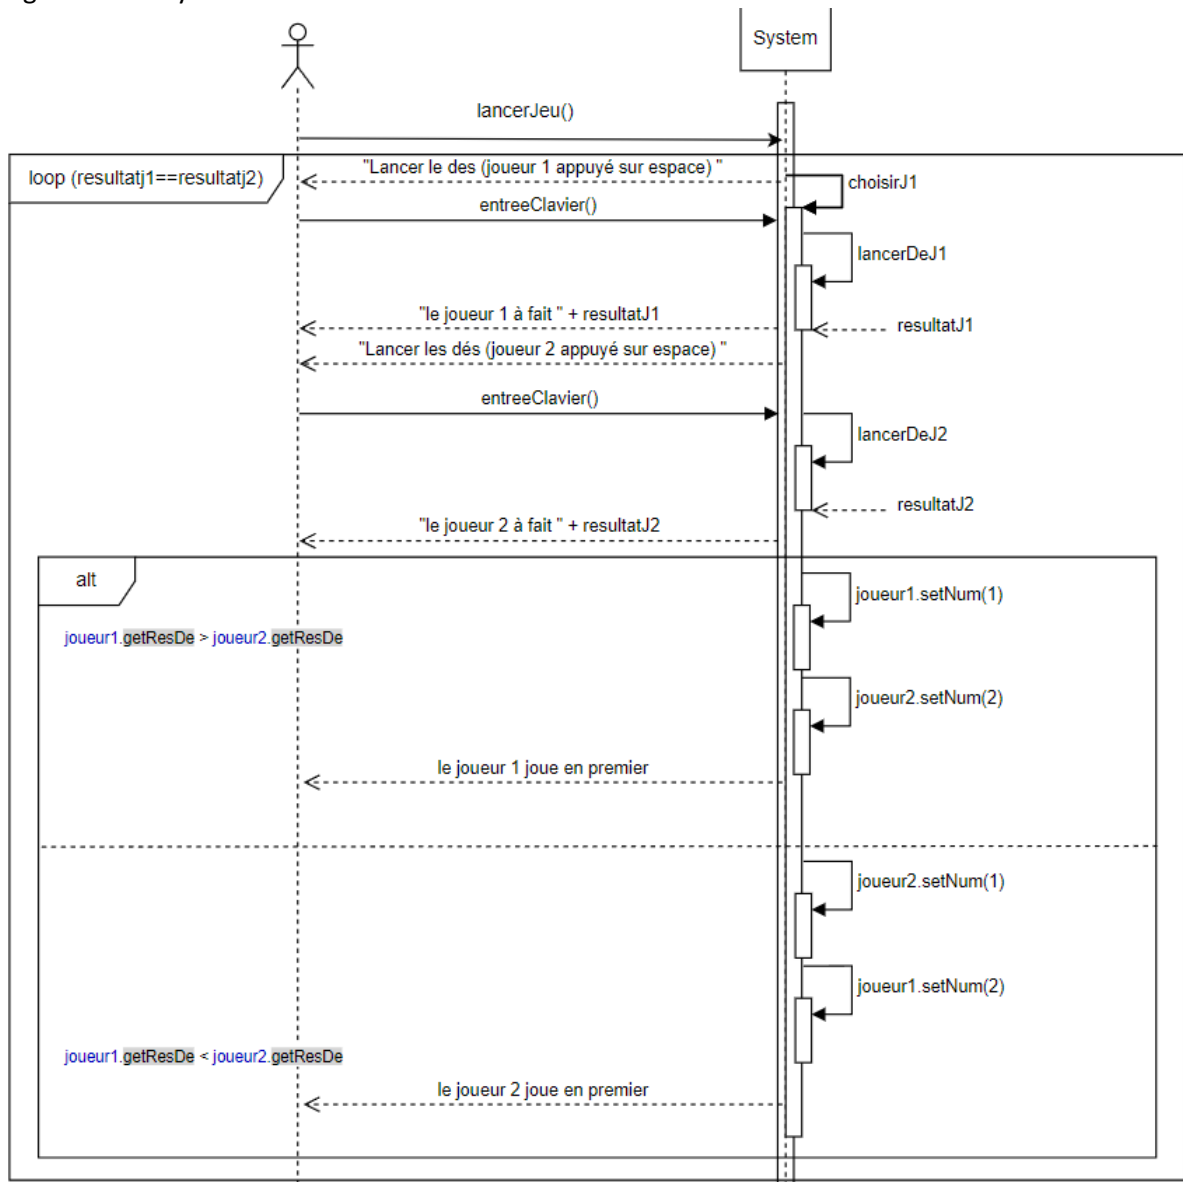 System
lancerJeu()
loop (resultatj1==resultatj2)
"Lancer le des (joueur 1 appuyé sur espace) "
choisirJ1
entreeClavier()
lancerDeJ1
"le joueur 1 à fait " + resultatJ1
resultatJ1
"Lancer les dés (joueur 2 appuyé sur espace) "
entreeClavier()
lancerDeJ2
resultatJ2
"le joueur 2 à fait " + resultatJ2
alt
joueur1.setNum(1)
joueur1.getResDe > joueur2.getResDe
joueur2.setNum(2)
le joueur 1 joue en premier
joueur2.setNum(1)
joueur1.setNum(2)
joueur1.getResDe < joueur2.getResDe
le joueur 2 joue en premier